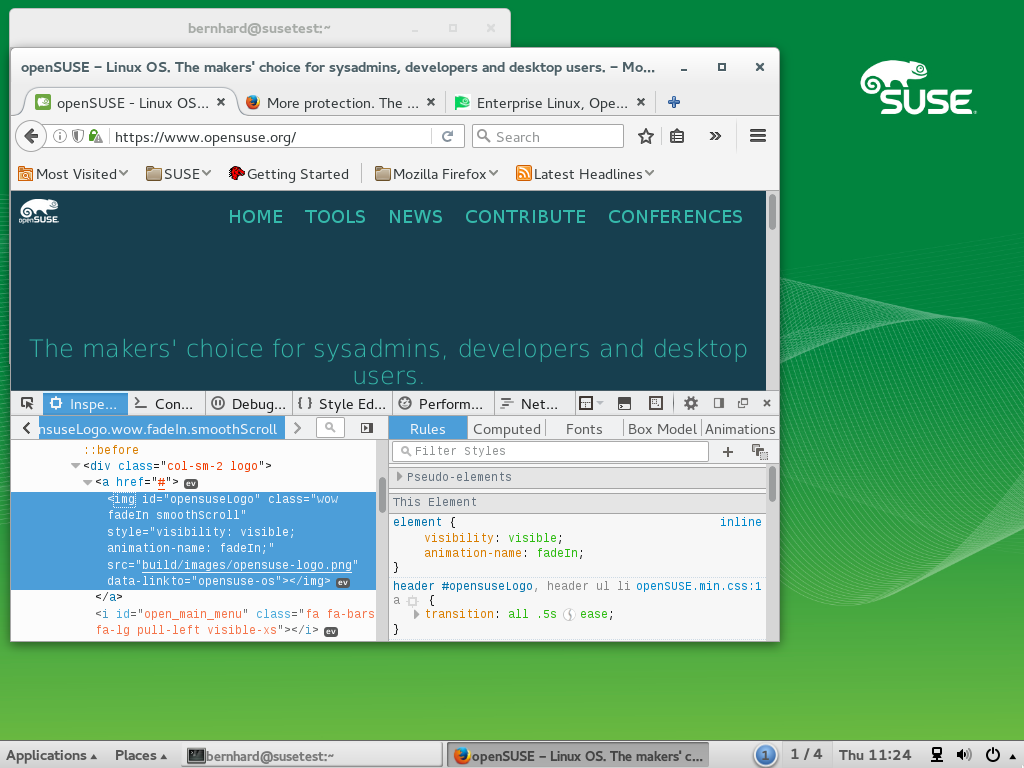 bernhard@susetest:~
openSUSE – Linux OS. The makers' choice for sysadmins, developers and desktop users. – Mo...
openSUSE - Linux OS...
More protection. The ...
Enterprise Linux, Ope...
SUSE
https://www.opensuse.org/
Search
Most Visited
SUSE
Getting Started
Mozilla Firefox
Latest Headlines
openSUSE
HOME TOOLS NEWS CONTRIBUTE CONFERENCES
The makers' choice for sysadmins, developers and desktop
users.
Inspe... Con... Debug... { } Style Ed... Perform... Net...
nsuseLogo.wow.fadeIn.smoothScroll
Rules Computed Fonts Box Model Animations
Filter Styles
::before
<div class="col-sm-2 logo">
<a href="#"> ev
<img id="opensuseLogo" class="wow
fadeIn smoothScroll"
style="visibility: visible;
animation-name: fadeIn;"
src="build/images/opensuse-logo.png"
data-linkto="opensuse-os"></img> ev
</a>
<i id="open_main_menu" class="fa fa-bars
fa-lg pull-left visible-xs"></i> ev
Pseudo-elements
This Element
element { inline
visibility: visible;
animation-name: fadeIn;
}
header #opensuseLogo, header ul li openSUSE.min.css:1
a {
transition: all .5s ease;
}
Applications Places bernhard@susetest:~ openSUSE – Linux OS. The makers' c... 1 1 / 4 Thu 11:24